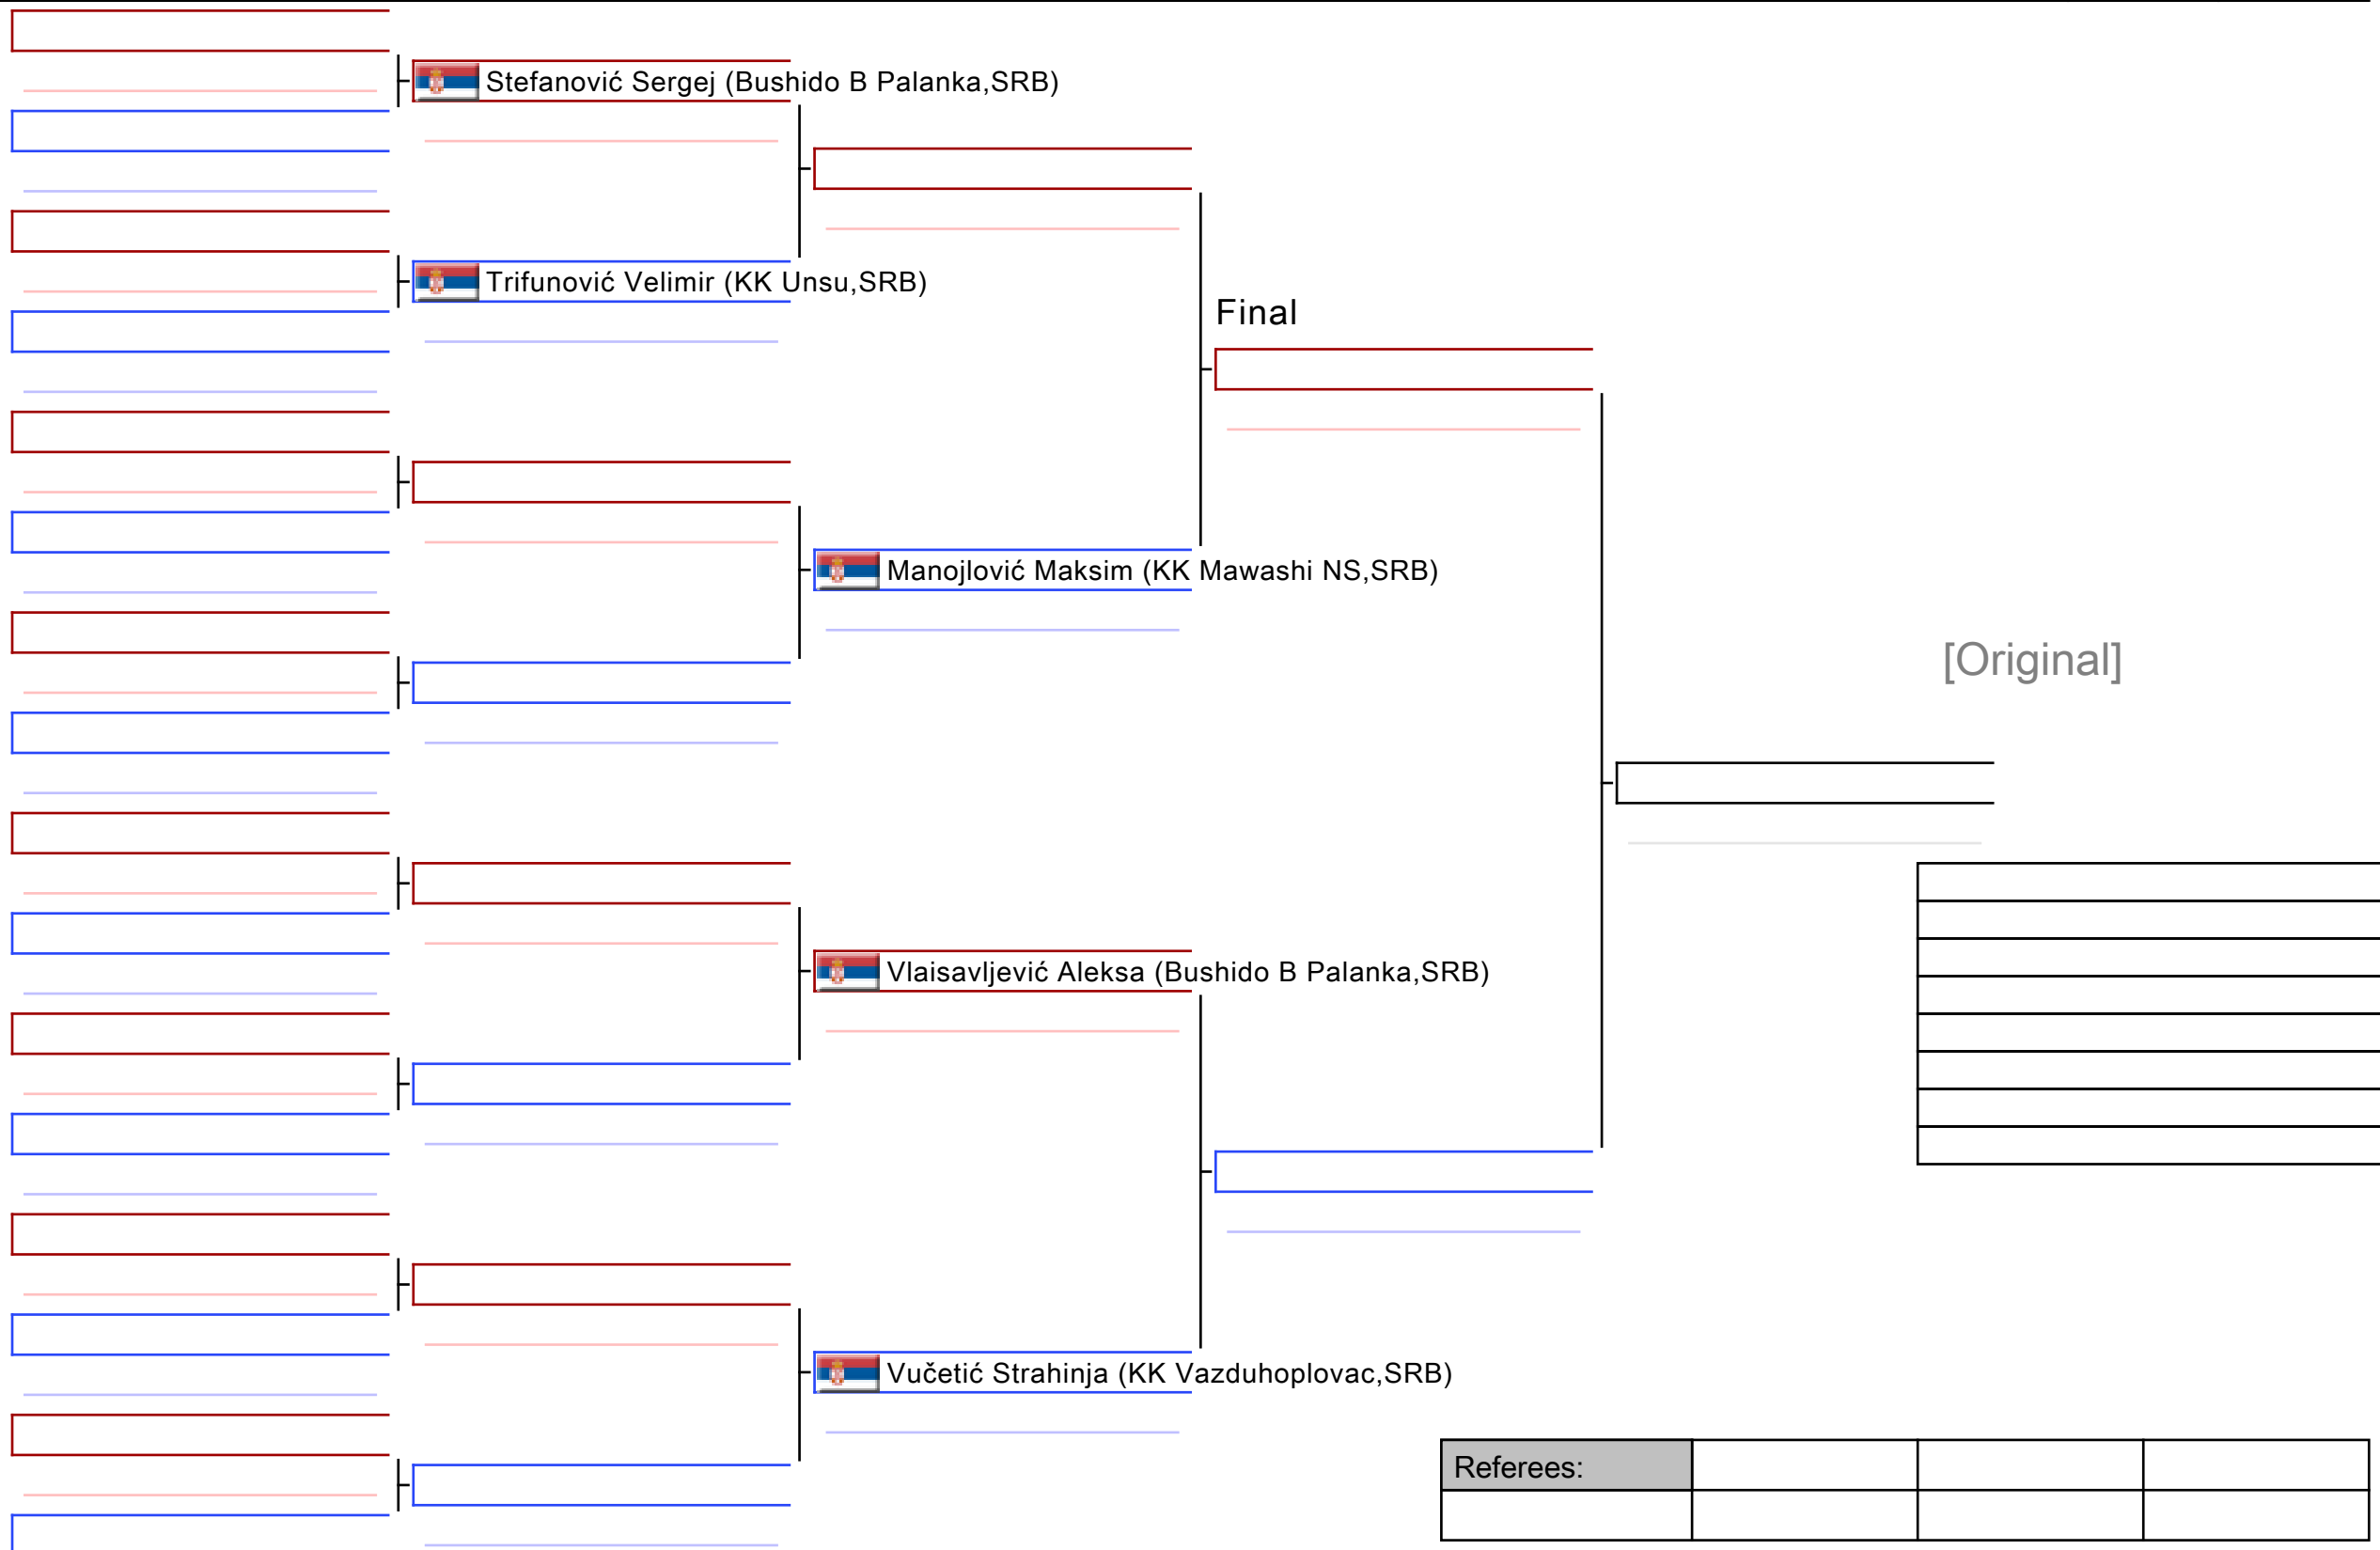 Stefanović Sergej (Bushido B Palanka,SRB)
Trifunović Velimir (KK Unsu,SRB)
Final
Manojlović Maksim (KK Mawashi NS,SRB)
[Original]
Vlaisavljević Aleksa (Bushido B Palanka,SRB)
Vučetić Strahinja (KK Vazduhoplovac,SRB)
Referees: